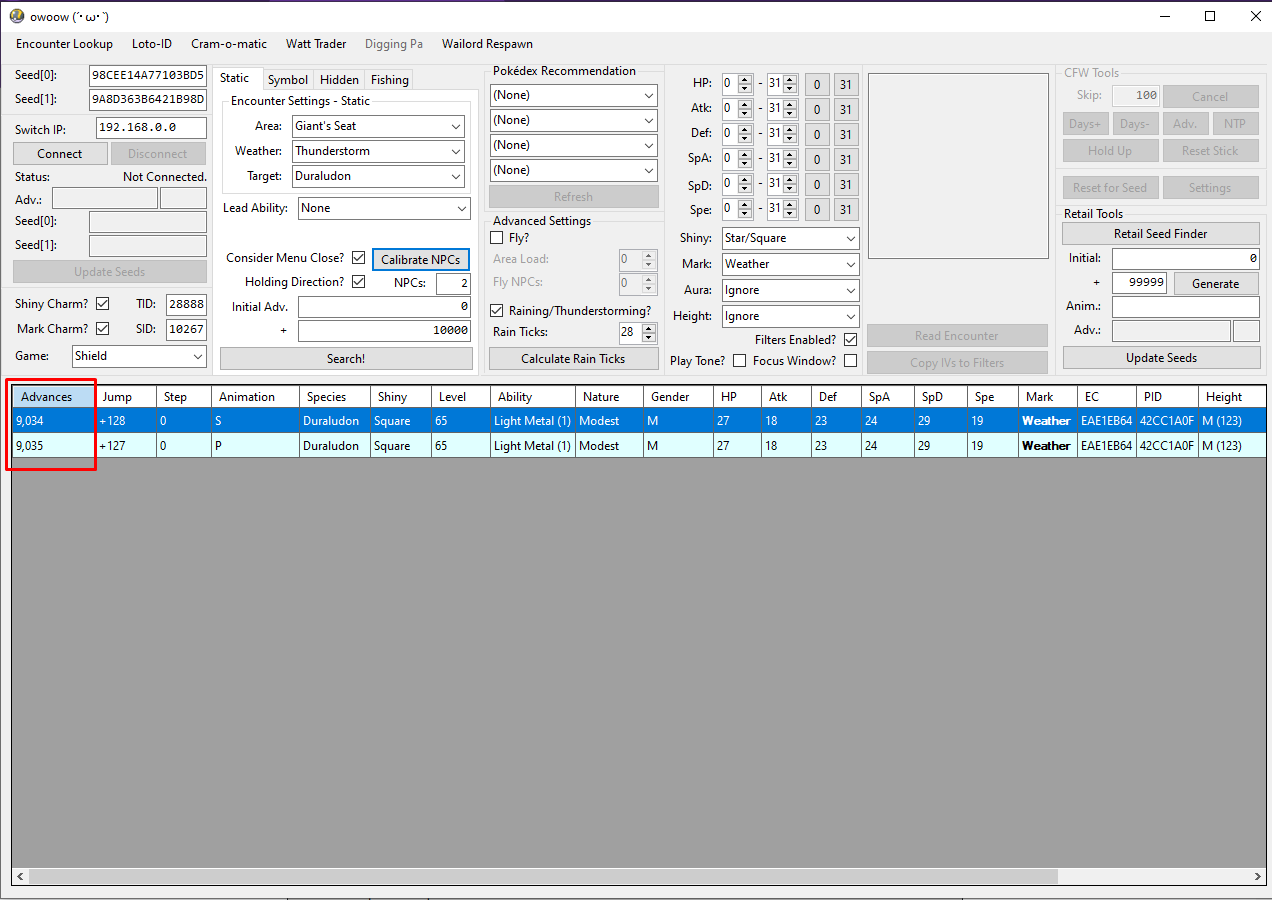 owoow (´･ω･`)
Encounter Lookup Loto-ID Cram-o-matic Watt Trader Digging Pa Wailord Respawn
Seed[0]: 98CEE14A77103BD5
Seed[1]: 9A8D363B6421B98D
Switch IP: 192.168.0.0
Connect Disconnect
Status: Not Connected.
Adv.:
Seed[0]:
Seed[1]:
Update Seeds
Shiny Charm? TID: 28888
Mark Charm? SID: 10267
Game: Shield
Static Symbol Hidden Fishing
Encounter Settings - Static
Area: Giant's Seat
Weather: Thunderstorm
Target: Duraludon
Lead Ability: None
Consider Menu Close? Calibrate NPCs
Holding Direction? NPCs: 2
Initial Adv. 0
+ 10000
Search!
Pokédex Recommendation
(None)
(None)
(None)
(None)
Refresh
Advanced Settings
Fly?
Area Load: 0
Fly NPCs: 0
Raining/Thunderstorming?
Rain Ticks: 28
Calculate Rain Ticks
HP: 0 - 31 0 31
Atk: 0 - 31 0 31
Def: 0 - 31 0 31
SpA: 0 - 31 0 31
SpD: 0 - 31 0 31
Spe: 0 - 31 0 31
Shiny: Star/Square
Mark: Weather
Aura: Ignore
Height: Ignore
Filters Enabled?
Play Tone? Focus Window?
Read Encounter
Copy IVs to Filters
CFW Tools
Skip: 100 Cancel
Days+ Days- Adv. NTP
Hold Up Reset Stick
Reset for Seed Settings
Retail Tools
Retail Seed Finder
Initial: 0
+ 99999 Generate
Anim.:
Adv.:
Update Seeds
Advances Jump Step Animation Species Shiny Level Ability Nature Gender HP Atk Def SpA SpD Spe Mark EC PID Height
9,034 +128 0 S Duraludon Square 65 Light Metal (1) Modest M 27 18 23 24 29 19 Weather EAE1EB64 42CC1A0F M (123)
9,035 +127 0 P Duraludon Square 65 Light Metal (1) Modest M 27 18 23 24 29 19 Weather EAE1EB64 42CC1A0F M (123)